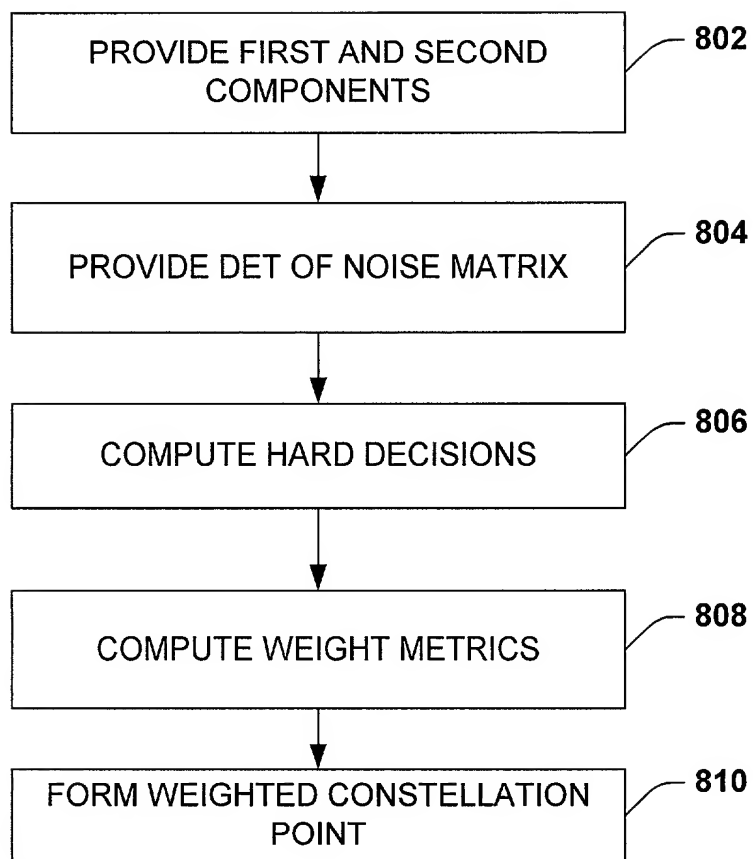 PROVIDE FIRST AND SECOND
COMPONENTS
802
PROVIDE DET OF NOISE MATRIX
804
COMPUTE HARD DECISIONS
806
COMPUTE WEIGHT METRICS
808
FORM WEIGHTED CONSTELLATION
POINT
810